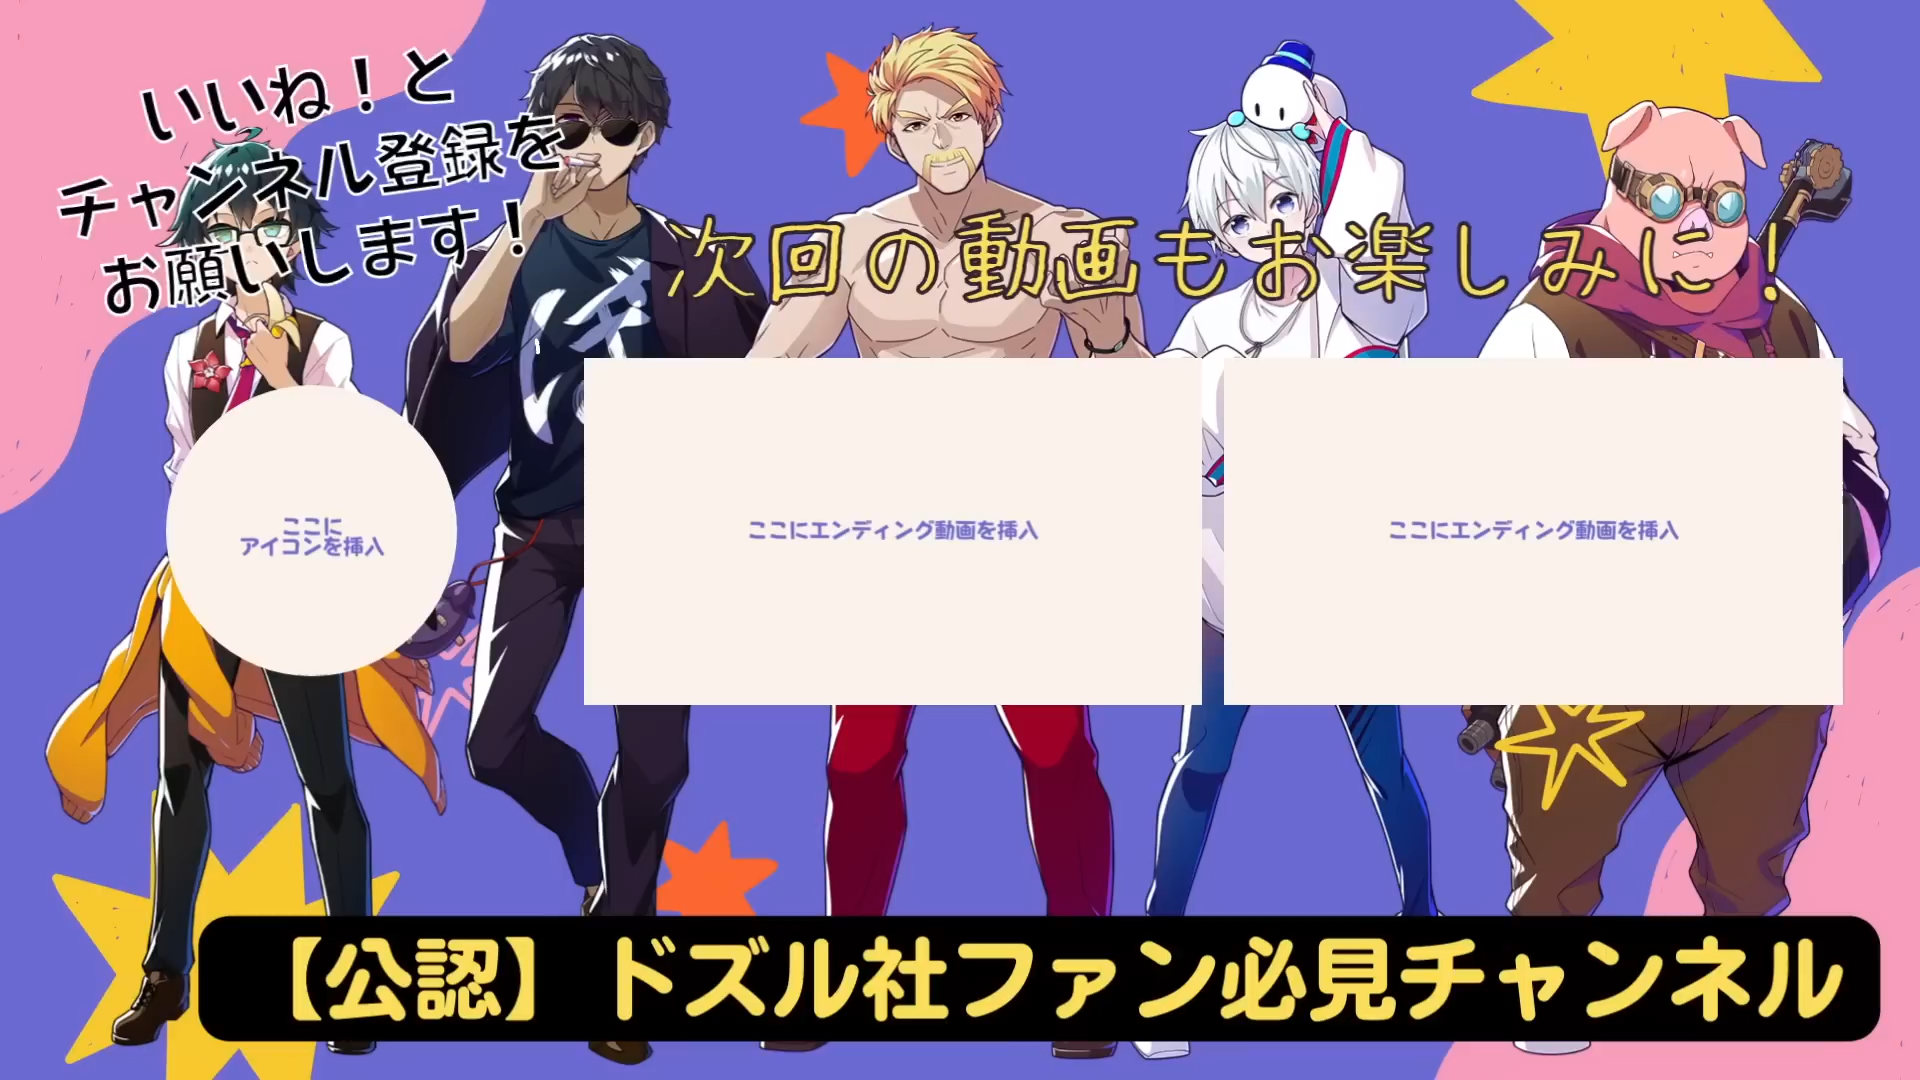 いいね！と
チャンネル登録を
お願いします！
次回の動画もお楽しみに！
ここに
アイコンを挿入
ここにエンディング動画を挿入
ここにエンディング動画を挿入
【公認】ドズル社ファン必見チャンネル